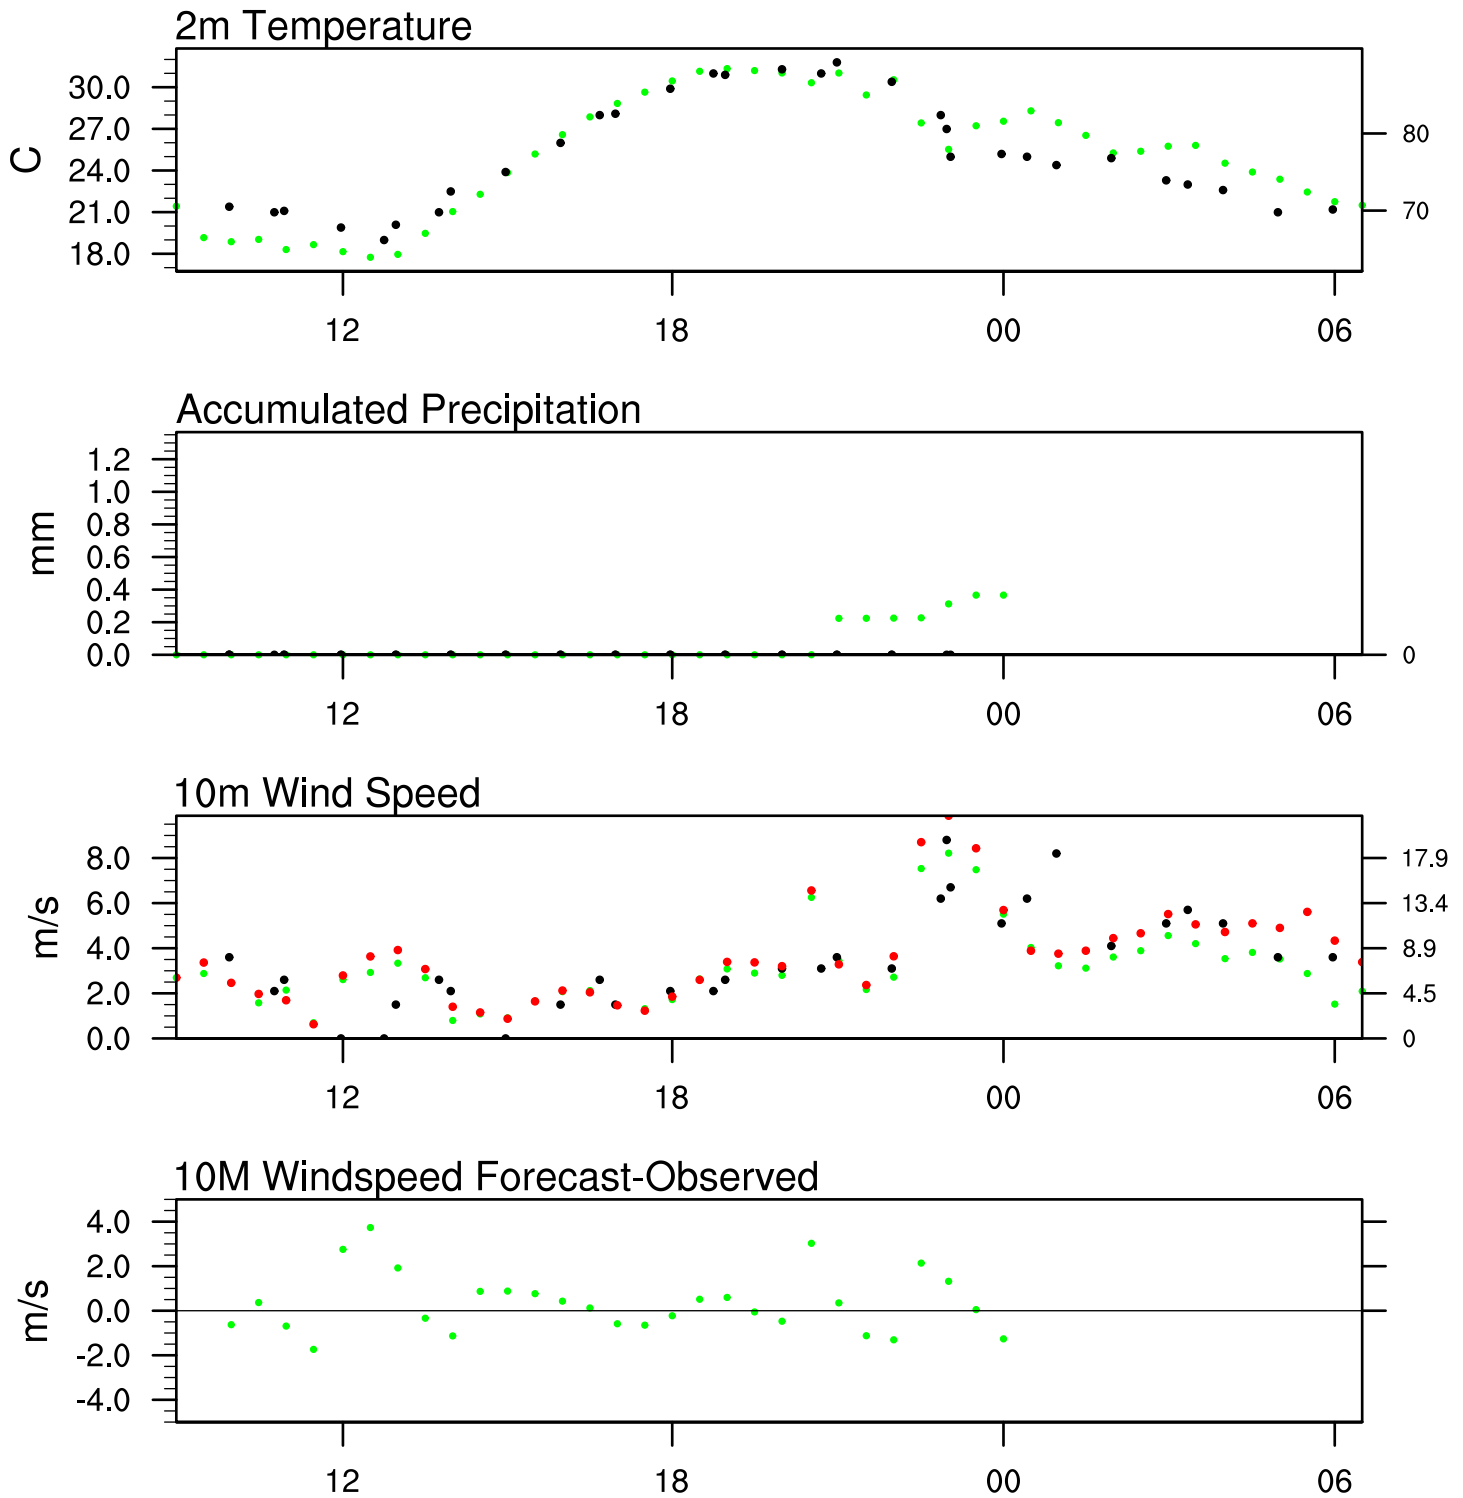 2m Temperature
30.0
27.0
24.0
21.0
18.0
C
80
70
12 18 00 06
Accumulated Precipitation
1.2
1.0
0.8
0.6
0.4
0.2
0.0
mm
0
12 18 00 06
10m Wind Speed
8.0
6.0
4.0
2.0
0.0
m/s
17.9
13.4
8.9
4.5
0
12 18 00 06
10M Windspeed Forecast-Observed
4.0
2.0
0.0
-2.0
-4.0
m/s
12 18 00 06